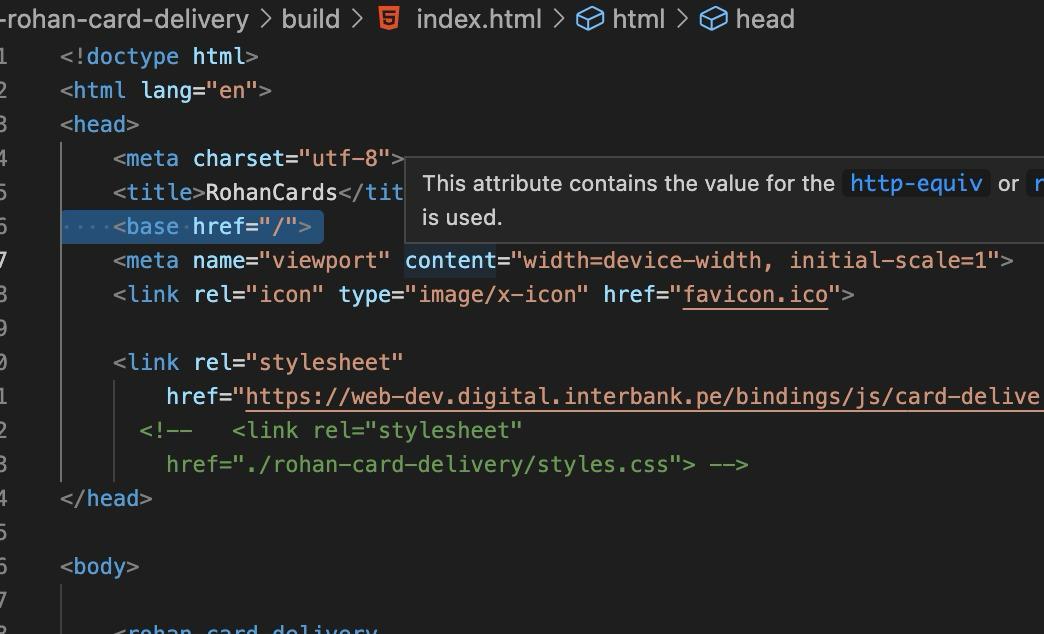 -rohan-card-delivery > build > index.html > html > head
1 <!doctype html>
2 <html lang="en">
3 <head>
4 <meta charset="utf-8">
This attribute contains the value for the http-equiv or
5 <title>RohanCards</tit
is used.
6 <base href="/">
7 <meta name="viewport" content="width=device-width, initial-scale=1">
8 <link rel="icon" type="image/x-icon" href="favicon.ico">
9
0 <link rel="stylesheet"
1 href="https://web-dev.digital.interbank.pe/bindings/js/card-delive
2 <!-- <link rel="stylesheet"
3 href="./rohan-card-delivery/styles.css"> -->
4 </head>
5
6 <body>
7
8 <rohan-card-delivery